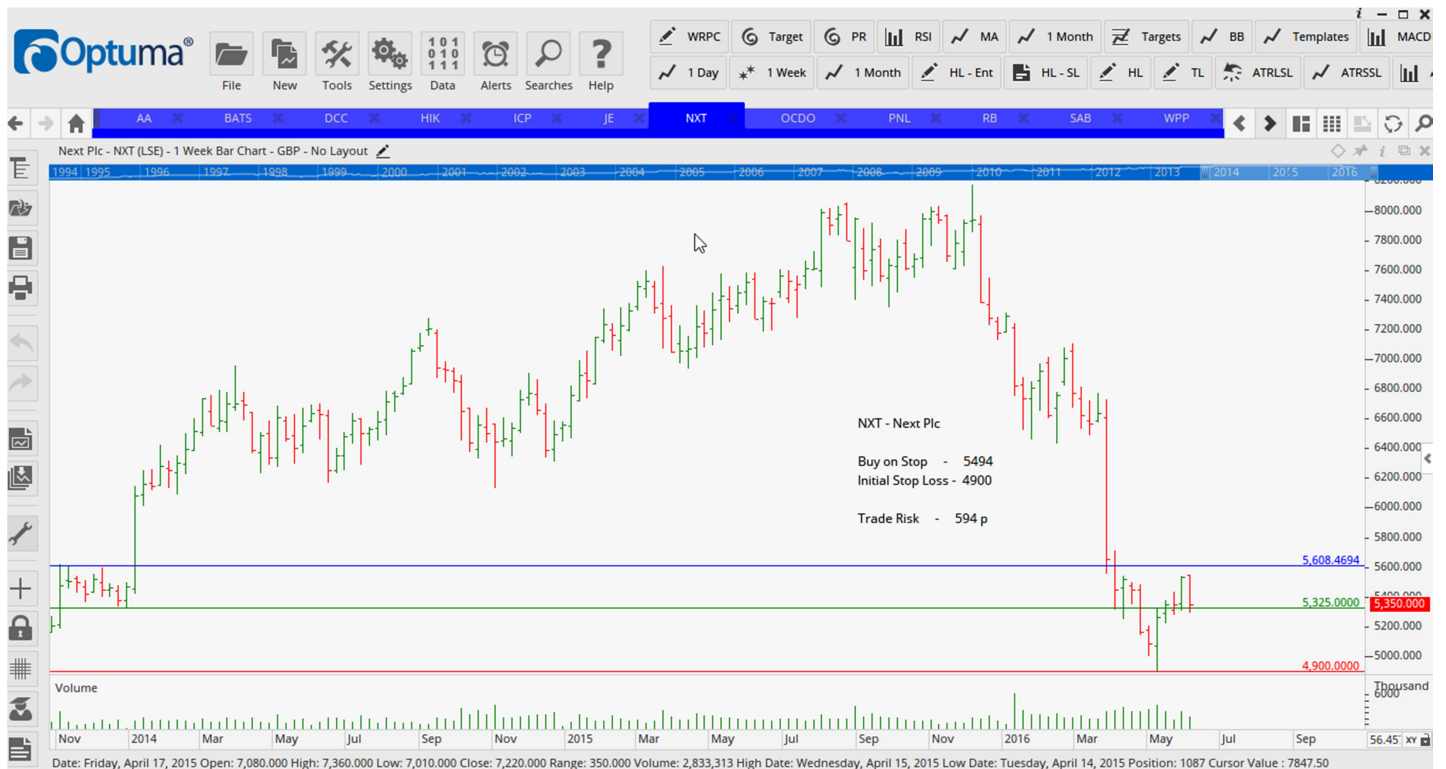 Optuma®
File
New
Tools
Settings
101
010
111
Data
Alerts
Searches
Help
WRPC
Target
PR
RSI
MA
1 Month
Targets
BB
Templates
MACD
1 Day
1 Week
1 Month
HL - Ent
HL - SL
HL
TL
ATRLSL
ATRSSL
AA
BATS
DCC
HIK
ICP
JE
NXT
OCDO
PNL
RB
SAB
WPP
Next Plc - NXT (LSE) - 1 Week Bar Chart - GBP - No Layout
1994 1995 1996 1997 1998 1999 2000 2001 2002 2003 2004 2005 2006 2007 2008 2009 2010 2011 2012 2013 2014 2015 2016
8200.000
8000.000
7800.000
7600.000
7400.000
7200.000
7000.000
6800.000
6600.000
6400.000
6200.000
6000.000
5800.000
5600.000
5400.000
5200.000
5000.000
NXT - Next Plc
Buy on Stop - 5494
Initial Stop Loss - 4900
Trade Risk - 594 p
5,608.4694
5,325.0000
5,350.000
4,900.0000
Volume
Thousand
6000
Nov 2014 Mar May Jul Sep Nov 2015 Mar May Jul Sep Nov 2016 Mar May Jul Sep
XY
Date: Friday, April 17, 2015 Open: 7,080.000 High: 7,360.000 Low: 7,010.000 Close: 7,220.000 Range: 350.000 Volume: 2,833,313 High Date: Wednesday, April 15, 2015 Low Date: Tuesday, April 14, 2015 Position: 1087 Cursor Value : 7847.50